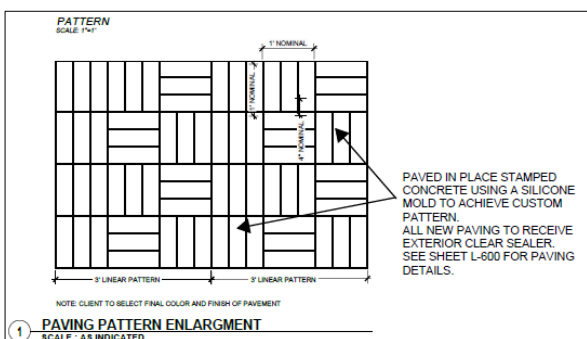 PATTERN
SCALE: 1"=1'
1' NOMINAL
1' NOMINAL
4" NOMINAL
PAVED IN PLACE STAMPED
CONCRETE USING A SILICONE
MOLD TO ACHIEVE CUSTOM
PATTERN.
ALL NEW PAVING TO RECEIVE
EXTERIOR CLEAR SEALER.
SEE SHEET L-600 FOR PAVING
DETAILS.
3' LINEAR PATTERN
3' LINEAR PATTERN
NOTE: CLIENT TO SELECT FINAL COLOR AND FINISH OF PAVEMENT
1 PAVING PATTERN ENLARGMENT
SCALE : AS INDICATED